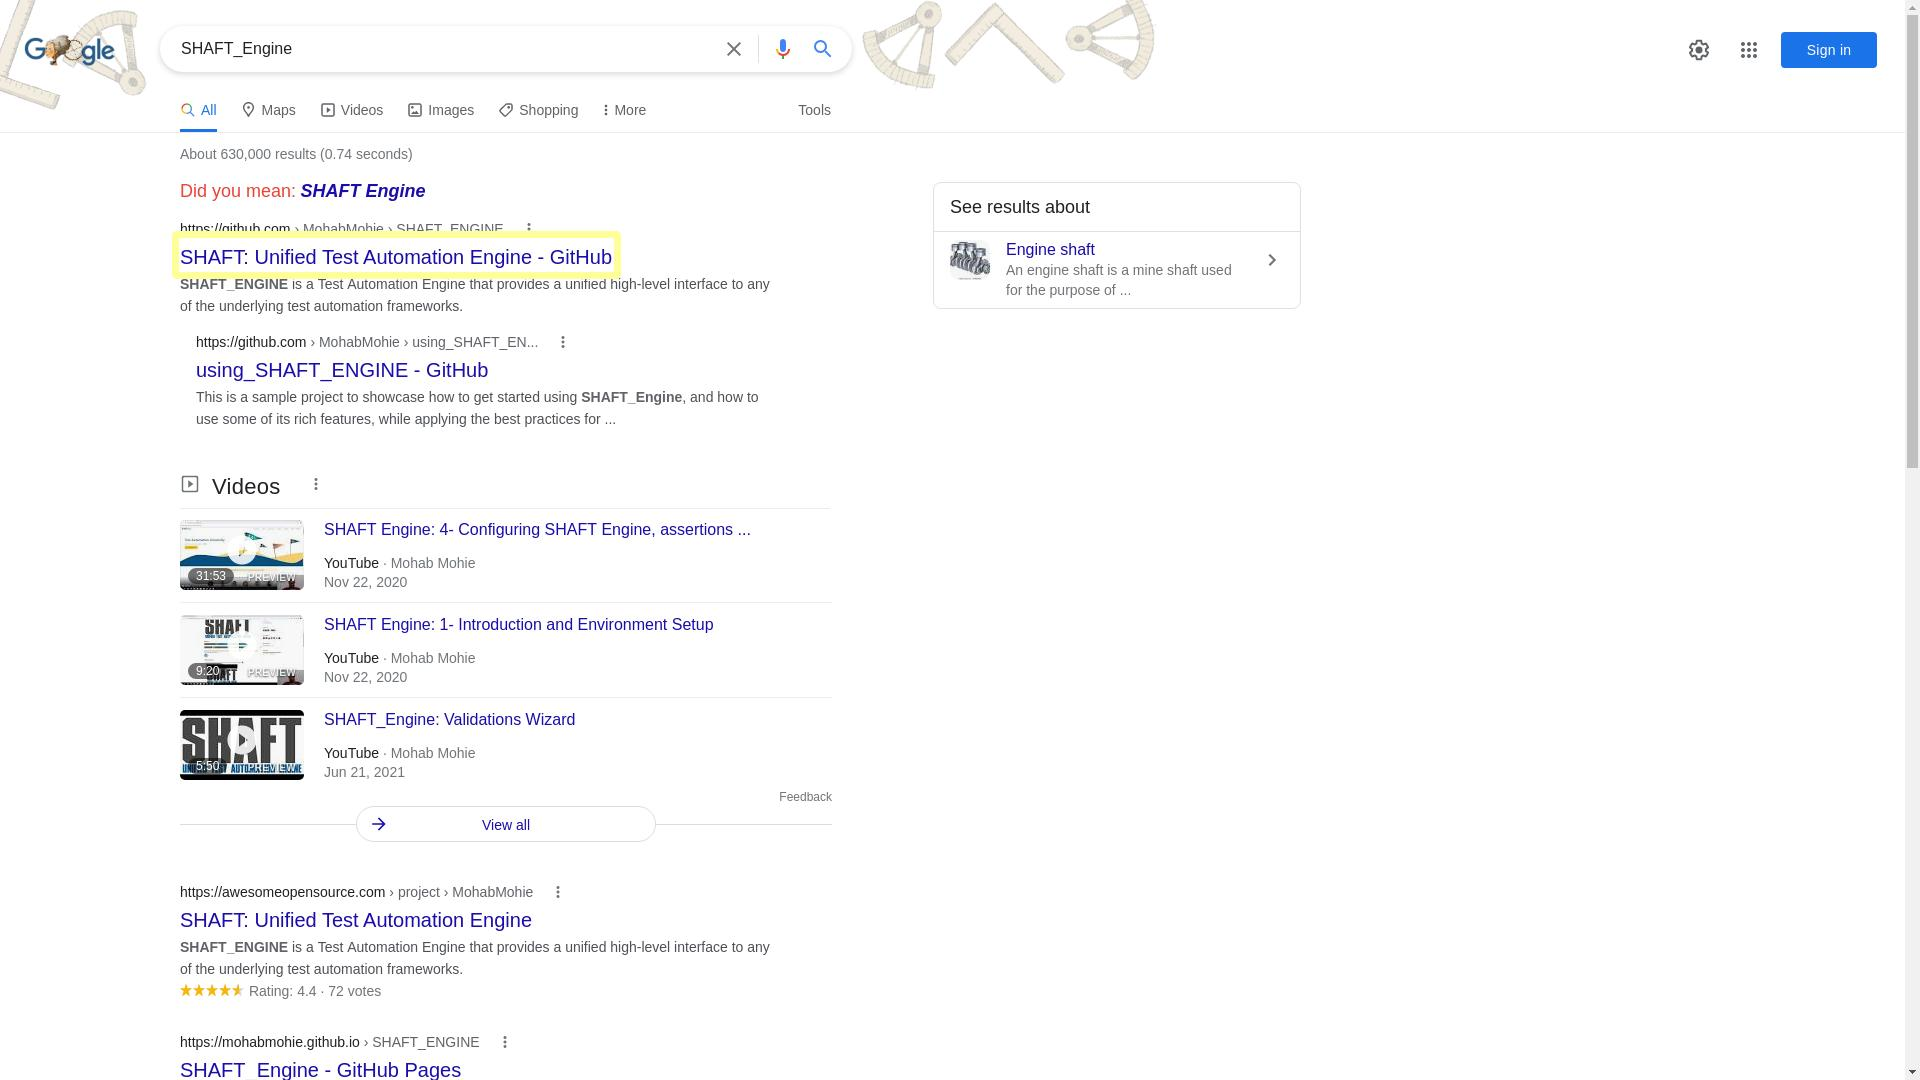 Google
SHAFT_Engine
Sign in
All
Maps
Videos
Images
Shopping
More
Tools
About 630,000 results (0.74 seconds)
Did you mean: SHAFT Engine
https://github.com › MohabMohie › SHAFT_ENGINE
SHAFT: Unified Test Automation Engine - GitHub
SHAFT_ENGINE is a Test Automation Engine that provides a unified high-level interface to any
of the underlying test automation frameworks.
See results about
Engine shaft
An engine shaft is a mine shaft used
for the purpose of ...
https://github.com › MohabMohie › using_SHAFT_EN...
using_SHAFT_ENGINE - GitHub
This is a sample project to showcase how to get started using SHAFT_Engine, and how to
use some of its rich features, while applying the best practices for ...
Videos
31:53
PREVIEW
SHAFT Engine: 4- Configuring SHAFT Engine, assertions ...
YouTube · Mohab Mohie
Nov 22, 2020
SHAFT
9:20
PREVIEW
SHAFT Engine: 1- Introduction and Environment Setup
YouTube · Mohab Mohie
Nov 22, 2020
SHAFT
UNIFIED TEST AUTOMATION ENGINE
5:50
PREVIEW
SHAFT_Engine: Validations Wizard
YouTube · Mohab Mohie
Jun 21, 2021
Feedback
View all
https://awesomeopensource.com › project › MohabMohie
SHAFT: Unified Test Automation Engine
SHAFT_ENGINE is a Test Automation Engine that provides a unified high-level interface to any
of the underlying test automation frameworks.
Rating: 4.4 · 72 votes
https://mohabmohie.github.io › SHAFT_ENGINE
SHAFT_Engine - GitHub Pages